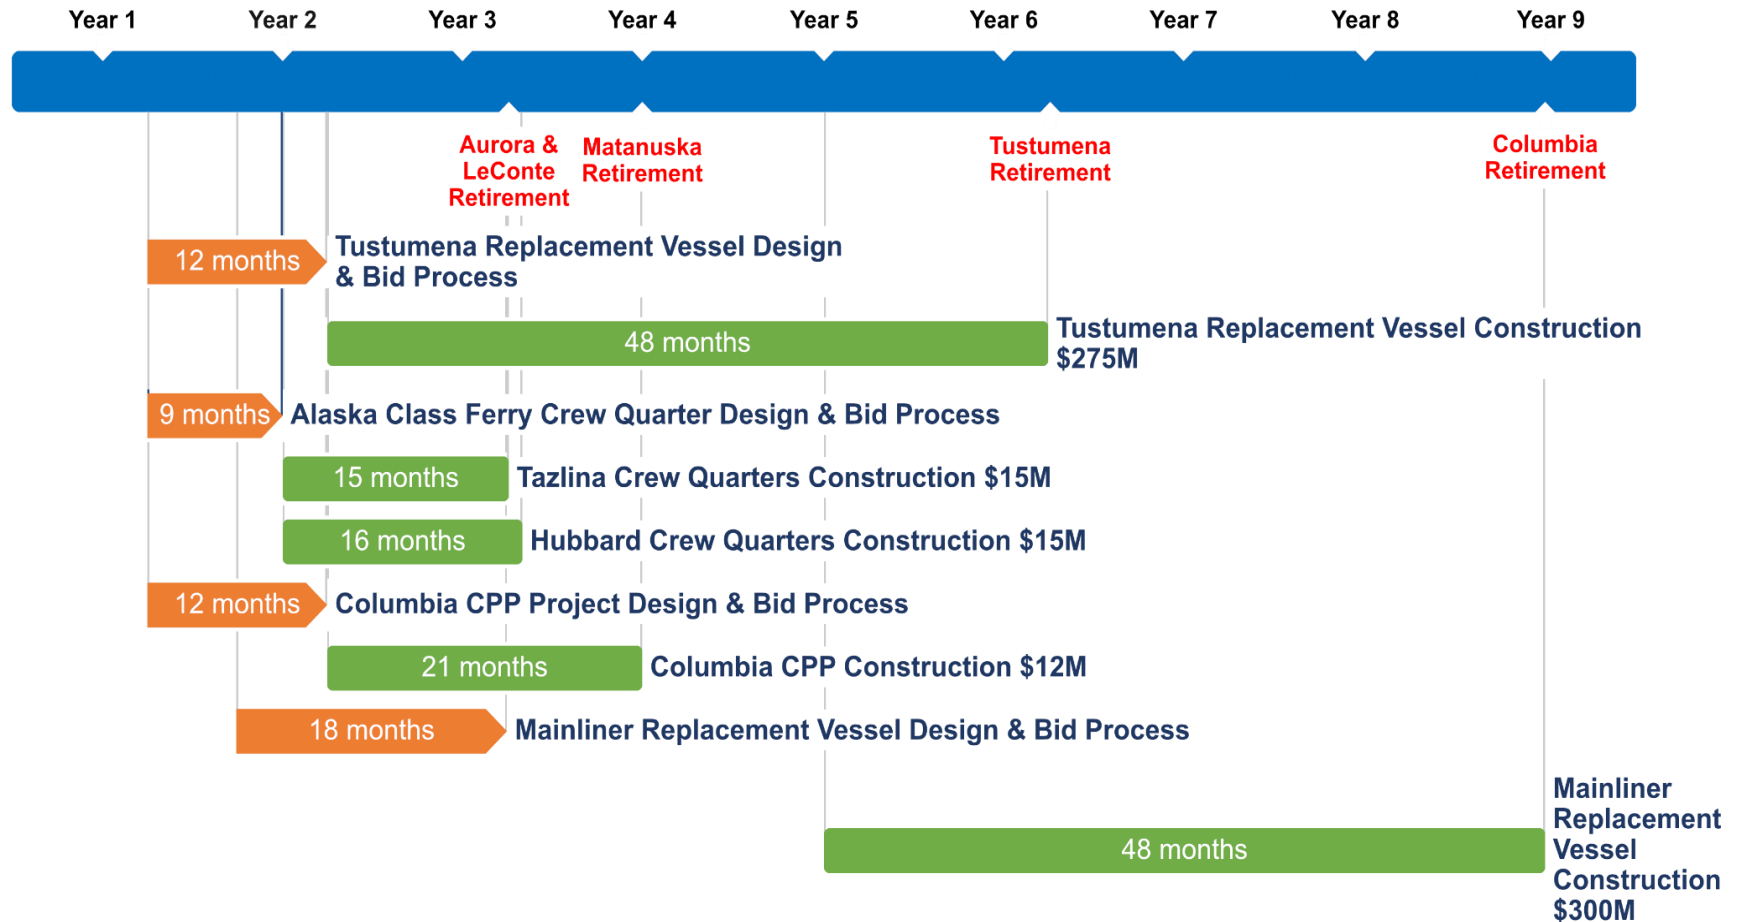 Year 1
Year 2
Year 3
Year 4
Year 5
Year 6
Year 7
Year 8
Year 9
Aurora &
LeConte
Retirement
Matanuska
Retirement
Tustumena
Retirement
Columbia
Retirement
12 months
Tustumena Replacement Vessel Design
& Bid Process
48 months
Tustumena Replacement Vessel Construction
$275M
9 months
Alaska Class Ferry Crew Quarter Design & Bid Process
15 months
Tazlina Crew Quarters Construction $15M
16 months
Hubbard Crew Quarters Construction $15M
12 months
Columbia CPP Project Design & Bid Process
21 months
Columbia CPP Construction $12M
18 months
Mainliner Replacement Vessel Design & Bid Process
48 months
Mainliner
Replacement
Vessel
Construction
$300M